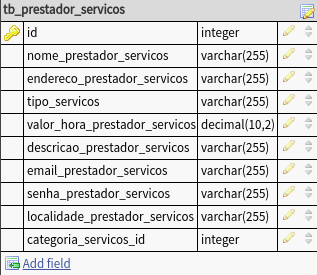 tb_prestador_servicos
id integer
nome_prestador_servicos varchar(255)
endereco_prestador_servicos varchar(255)
tipo_servicos varchar(255)
valor_hora_prestador_servicos decimal(10,2)
descricao_prestador_servicos varchar(255)
email_prestador_servicos varchar(255)
senha_prestador_servicos varchar(255)
localidade_prestador_servicos varchar(255)
categoria_servicos_id integer
Add field